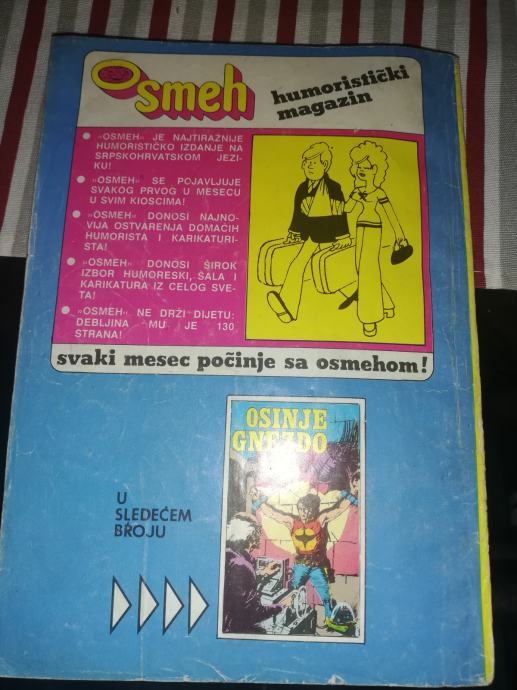 Osmeh
humoristički
magazin
»OSMEH« JE NAJTIRAŽNIJE
HUMORISTIČKO IZDANJE NA
SRPSKOHRVATSKOM JEZI-
KU!
»OSMEH« SE POJAVLJUJE
SVAKOG PRVOG U MESECU
U SVIM KIOSCIMA!
»OSMEH« DONOSI NAJNO-
VIJA OSTVARENJA DOMAĆIH
HUMORISTA I KARIKATURI-
STA!
»OSMEH« DONOSI ŠIROK
IZBOR HUMORESKI, ŠALA I
KARIKATURA IZ CELOG SVE-
TA!
»OSMEH« NE DRŽI DIJETU:
DEBLJINA MU JE 130
STRANA!
svaki mesec počinje sa osmehom!
OSINJE
GNEZDO
U
SLEDEĆEM
BROJU